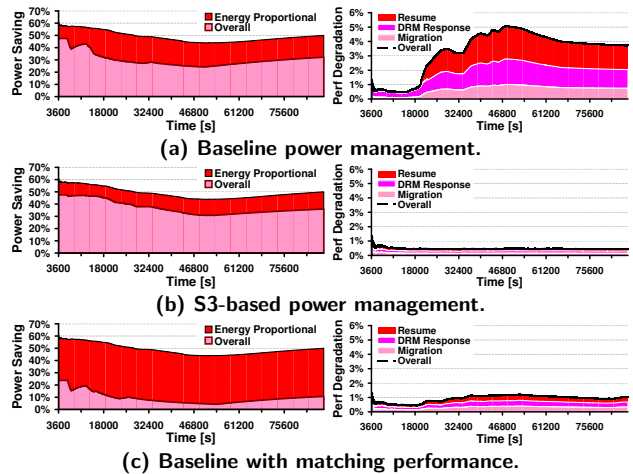 Power Saving
70%
60%
50%
40%
30%
20%
10%
0%
Energy Proportional
Overall
3600 18000 32400 46800 61200 75600
Time [s]
Perf Degradation
6%
5%
4%
3%
2%
1%
0%
Resume
DRM Response
Migration
Overall
3600 18000 32400 48800 61200 75600
Time [s]
(a) Baseline power management.
Power Saving
70%
60%
50%
40%
30%
20%
10%
0%
Energy Proportional
Overall
3600 18000 32400 46800 61200 75600
Time [s]
Perf Degradation
6%
5%
4%
3%
2%
1%
0%
Resume
DRM Response
Migration
Overall
3600 18000 32400 48800 61200 75600
Time [s]
(b) S3-based power management.
Power Saving
70%
60%
50%
40%
30%
20%
10%
0%
Energy Proportional
Overall
3600 18000 32400 46800 61200 75600
Time [s]
Perf Degradation
6%
5%
4%
3%
2%
1%
0%
Resume
DRM Response
Migration
Overall
3600 18000 32400 48800 61200 75600
Time [s]
(c) Baseline with matching performance.